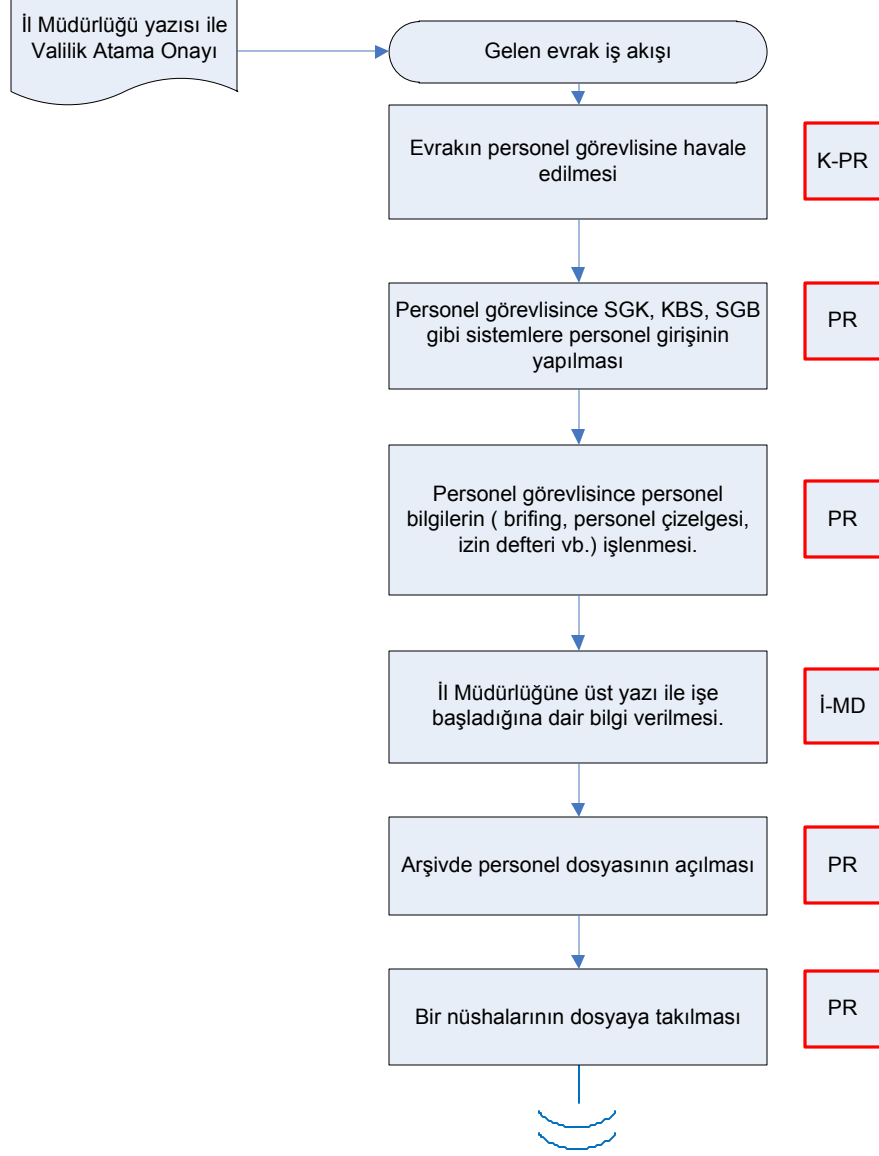 İl Müdürlüğü yazısı ile
Valilik Atama Onayı
Gelen evrak iş akışı
Evrakın personel görevlisine havale
edilmesi
K-PR
Personel görevlisince SGK, KBS, SGB
gibi sistemlere personel girişinin
yapılması
PR
Personel görevlisince personel
bilgilerin ( brifing, personel çizelgesi,
izin defteri vb.) işlenmesi.
PR
İl Müdürlüğüne üst yazı ile işe
başladığına dair bilgi verilmesi.
İ-MD
Arşivde personel dosyasının açılması
PR
Bir nüshalarının dosyaya takılması
PR